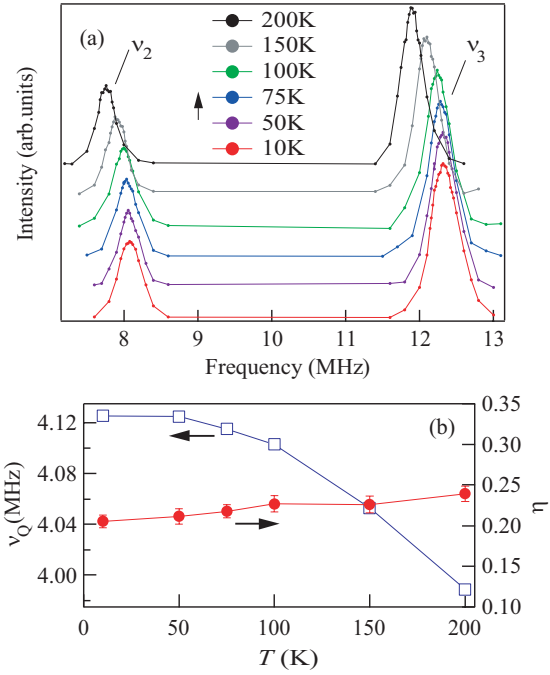 (a)
ν2
200K
150K
100K
75K
50K
10K
ν3
Intensity (arb.units)
8 9 10 11 12 13
Frequency (MHz)
(b)
4.12
4.08
4.04
4.00
νQ(MHz)
0.35
0.30
0.25
0.20
0.15
0.10
η
0 50 100 150 200
T (K)